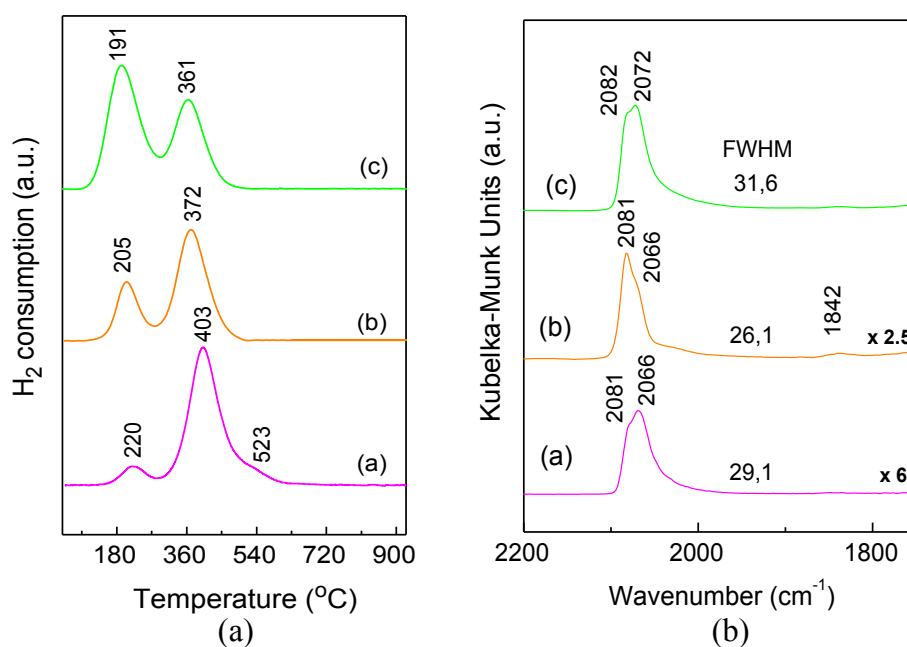 191
361
(c)
205
372
(b)
220
403
523
(a)
H2 consumption (a.u.)
180 360 540 720 900
Temperature (oC)
(a)
2082 2072
FWHM
31,6
(c)
2081
2066
1842
(b)
26,1
x 2.5
2081
2066
(a)
29,1
x 6
Kubelka-Munk Units (a.u.)
2200 2000 1800
Wavenumber (cm-1)
(b)